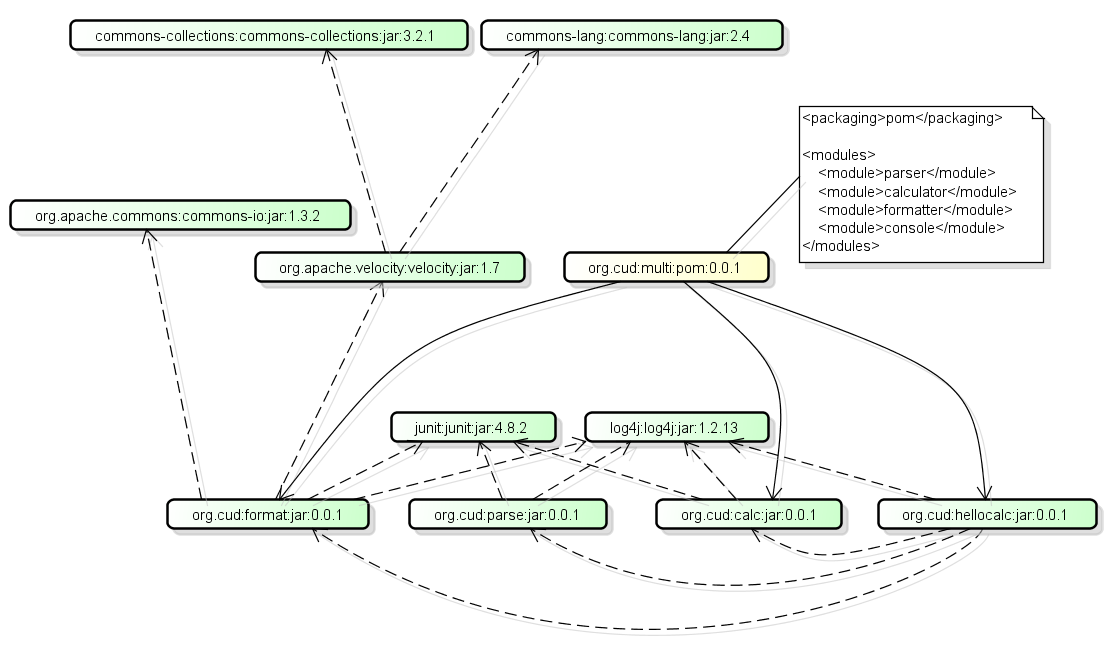 commons-collections:commons-collections:jar:3.2.1
commons-lang:commons-lang:jar:2.4
<packaging>pom</packaging>
<modules>
<module>parser</module>
<module>calculator</module>
<module>formatter</module>
<module>console</module>
</modules>
org.apache.commons:commons-io:jar:1.3.2
org.apache.velocity:velocity:jar:1.7
org.cud:multi:pom:0.0.1
junit:junit:jar:4.8.2
log4j:log4j:jar:1.2.13
org.cud:format:jar:0.0.1
org.cud:parse:jar:0.0.1
org.cud:calc:jar:0.0.1
org.cud:hellocalc:jar:0.0.1